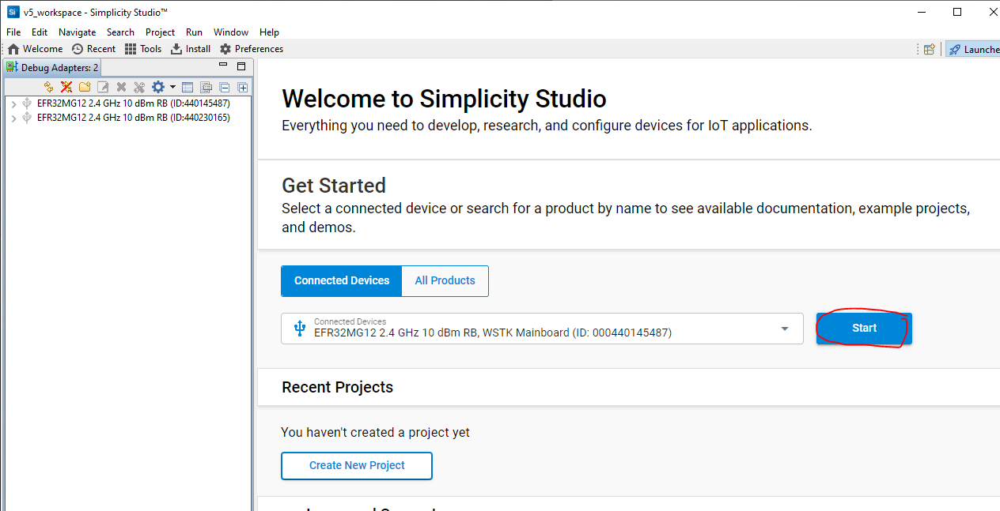 Si v5_workspace - Simplicity Studio™
File Edit Navigate Search Project Run Window Help
Welcome Recent Tools Install Preferences
Launche
Debug Adapters: 2
EFR32MG12 2.4 GHz 10 dBm RB (ID:440145487)
EFR32MG12 2.4 GHz 10 dBm RB (ID:440230165)
Welcome to Simplicity Studio
Everything you need to develop, research, and configure devices for IoT applications.
Get Started
Select a connected device or search for a product by name to see available documentation, example projects,
and demos.
Connected Devices All Products
Connected Devices
EFR32MG12 2.4 GHz 10 dBm RB, WSTK Mainboard (ID: 000440145487)
Start
Recent Projects
You haven't created a project yet
Create New Project